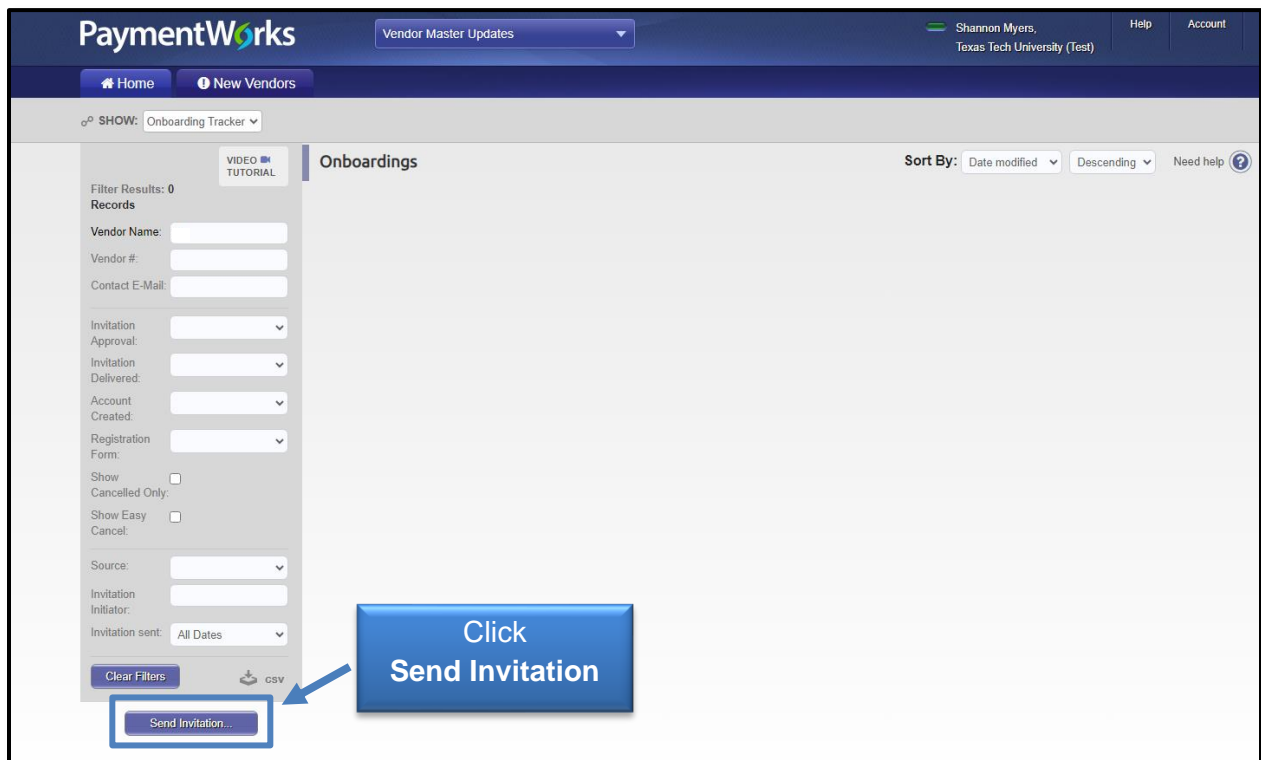 PaymentWorks
Vendor Master Updates
Shannon Myers,
Texas Tech University (Test)
Help
Account
Home
New Vendors
SHOW: Onboarding Tracker
VIDEO
TUTORIAL
Filter Results: 0
Records
Onboardings
Sort By: Date modified Descending Need help ?
Vendor Name:
Vendor #:
Contact E-Mail:
Invitation
Approval:
Invitation
Delivered:
Account
Created:
Registration
Form:
Show
Cancelled Only:
Show Easy
Cancel:
Source:
Invitation
Initiator:
Invitation sent: All Dates
Clear Filters
csv
Send Invitation...
Click
Send Invitation